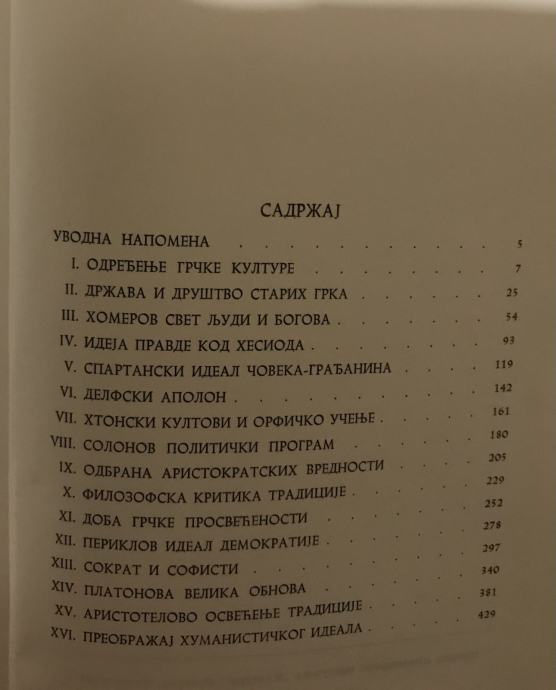 САДРЖАЈ
УВОДНА НАПОМЕНА . . . . . . . . . . 5
I. ОДРЕЂЕЊЕ ГРЧКЕ КУЛТУРЕ . . . . . . . 7
II. ДРЖАВА И ДРУШТВО СТАРИХ ГРКА . . . . . 25
III. ХОМЕРОВ СВЕТ ЉУДИ И БОГОВА . . . . . . 54
IV. ИДЕЈА ПРАВДЕ КОД ХЕСИОДА . . . . . . . 93
V. СПАРТАНСКИ ИДЕАЛ ЧОВЕКА-ГРАЂАНИНА . . . . 119
VI. ДЕЛФСКИ АПОЛОН . . . . . . . . . . 142
VII. ХТОНСКИ КУЛТОВИ И ОРФИЧКО УЧЕЊЕ . . . . . 161
VIII. СОЛОНОВ ПОЛИТИЧКИ ПРОГРАМ . . . . . . 180
IX. ОДБРАНА АРИСТОКРАТСКИХ ВРЕДНОСТИ . . . . 205
X. ФИЛОЗОФСКА КРИТИКА ТРАДИЦИЈЕ . . . . . . 229
XI. ДОБА ГРЧКЕ ПРОСВЕЋЕНОСТИ . . . . . . 252
XII. ПЕРИКЛОВ ИДЕАЛ ДЕМОКРАТИЈЕ . . . . . . 278
XIII. СОКРАТ И СОФИСТИ . . . . . . . . . 297
XIV. ПЛАТОНОВА ВЕЛИКА ОБНОВА . . . . . . 340
XV. АРИСТОТЕЛОВО ОСВЕЋЕЊЕ ТРАДИЦИЈЕ . . . . . 381
XVI. ПРЕОБРАЖАЈ ХУМАНИСТИЧКОГ ИДЕАЛА . . . . . 429